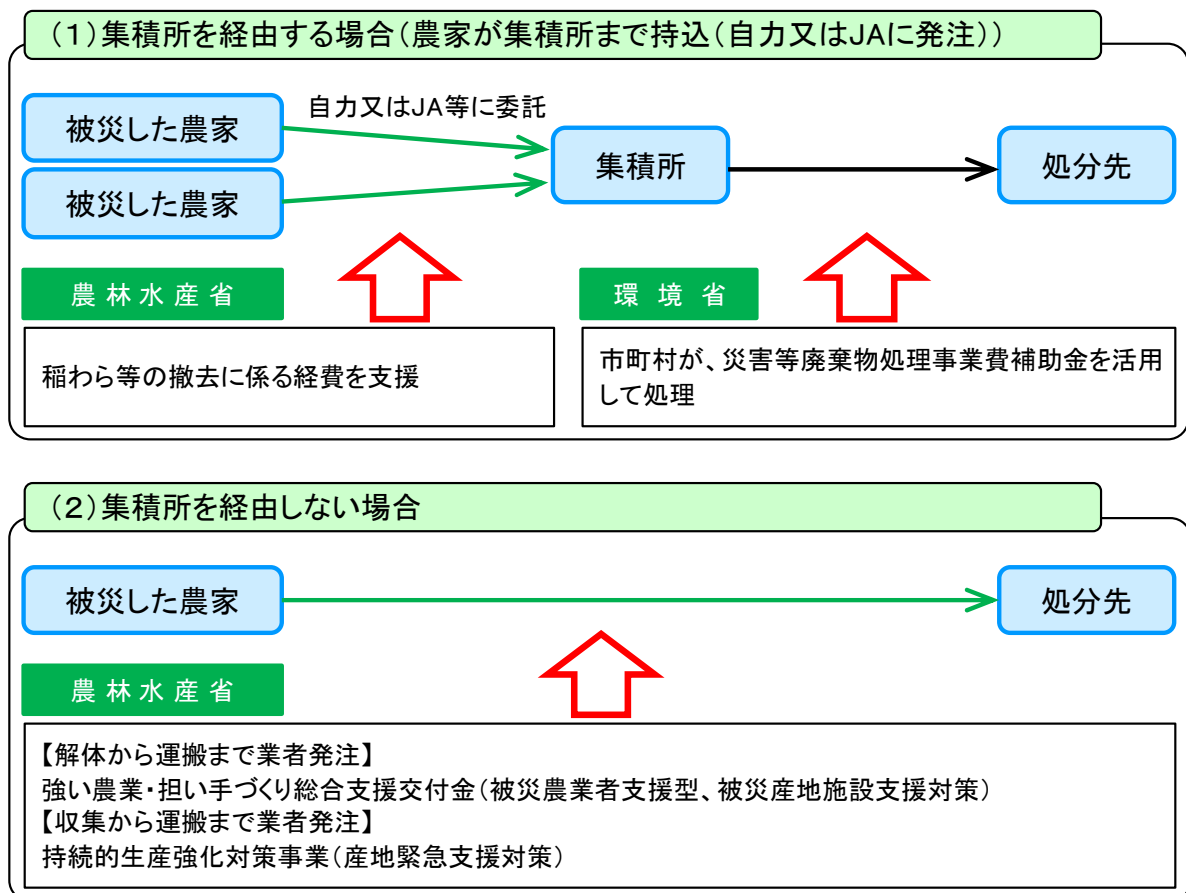 (1)集積所を経由する場合(農家が集積所まで持込(自力又はJAに発注))
自力又はJA等に委託
被災した農家
被災した農家
集積所
処分先
農林水産省
環境省
稲わら等の撤去に係る経費を支援
市町村が、災害等廃棄物処理事業費補助金を活用
して処理
(2)集積所を経由しない場合
被災した農家
処分先
農林水産省
【解体から運搬まで業者発注】
強い農業・担い手づくり総合支援交付金(被災農業者支援型、被災産地施設支援対策)
【収集から運搬まで業者発注】
持続的生産強化対策事業(産地緊急支援対策)